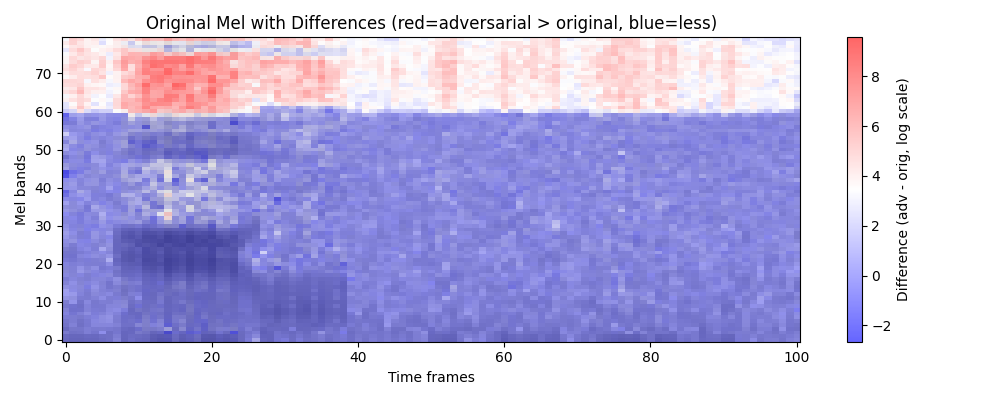 Original Mel with Differences (red=adversarial > original, blue=less)
70
60
50
40
30
20
10
0
Mel bands
0 20 40 60 80 100
Time frames
8
6
4
2
0
−2
Difference (adv - orig, log scale)